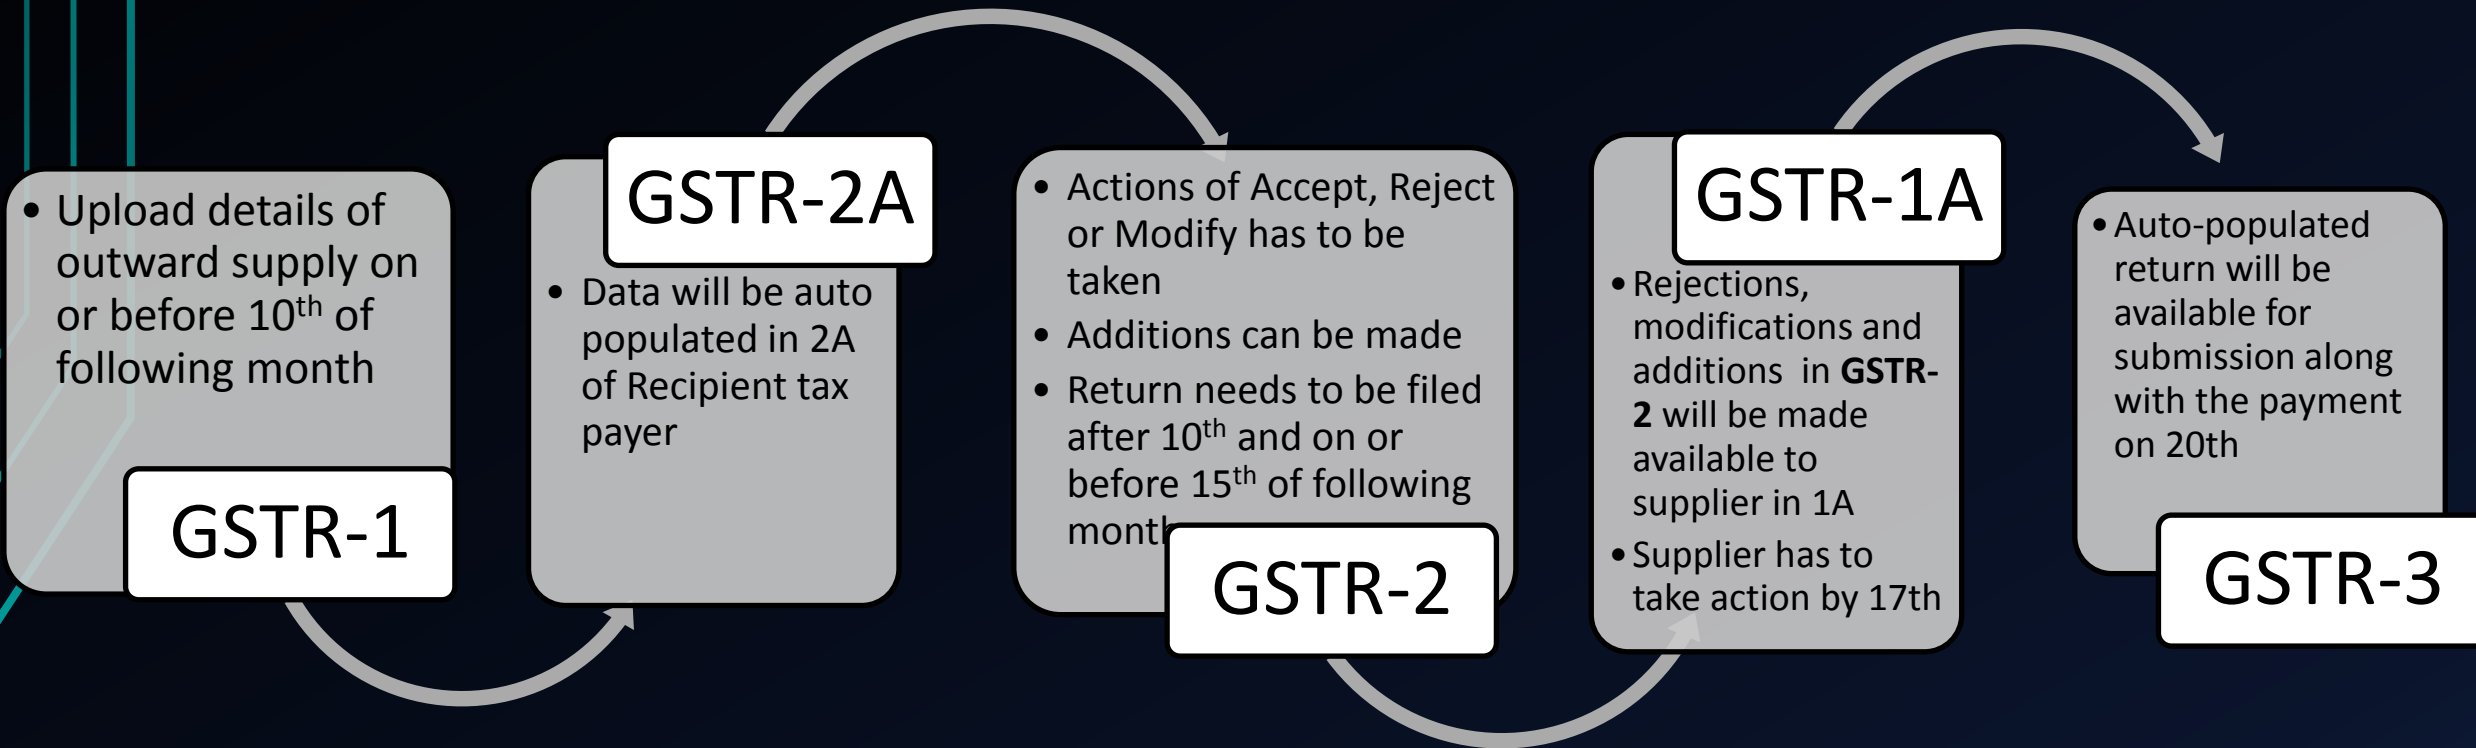 • Upload details of
outward supply on
or before 10th of
following month
GSTR-1
GSTR-2A
• Data will be auto
populated in 2A
of Recipient tax
payer
• Actions of Accept, Reject
or Modify has to be
taken
• Additions can be made
• Return needs to be filed
after 10th and on or
before 15th of following
month
GSTR-2
GSTR-1A
• Rejections,
modifications and
additions in GSTR-
2 will be made
available to
supplier in 1A
• Supplier has to
take action by 17th
• Auto-populated
return will be
available for
submission along
with the payment
on 20th
GSTR-3